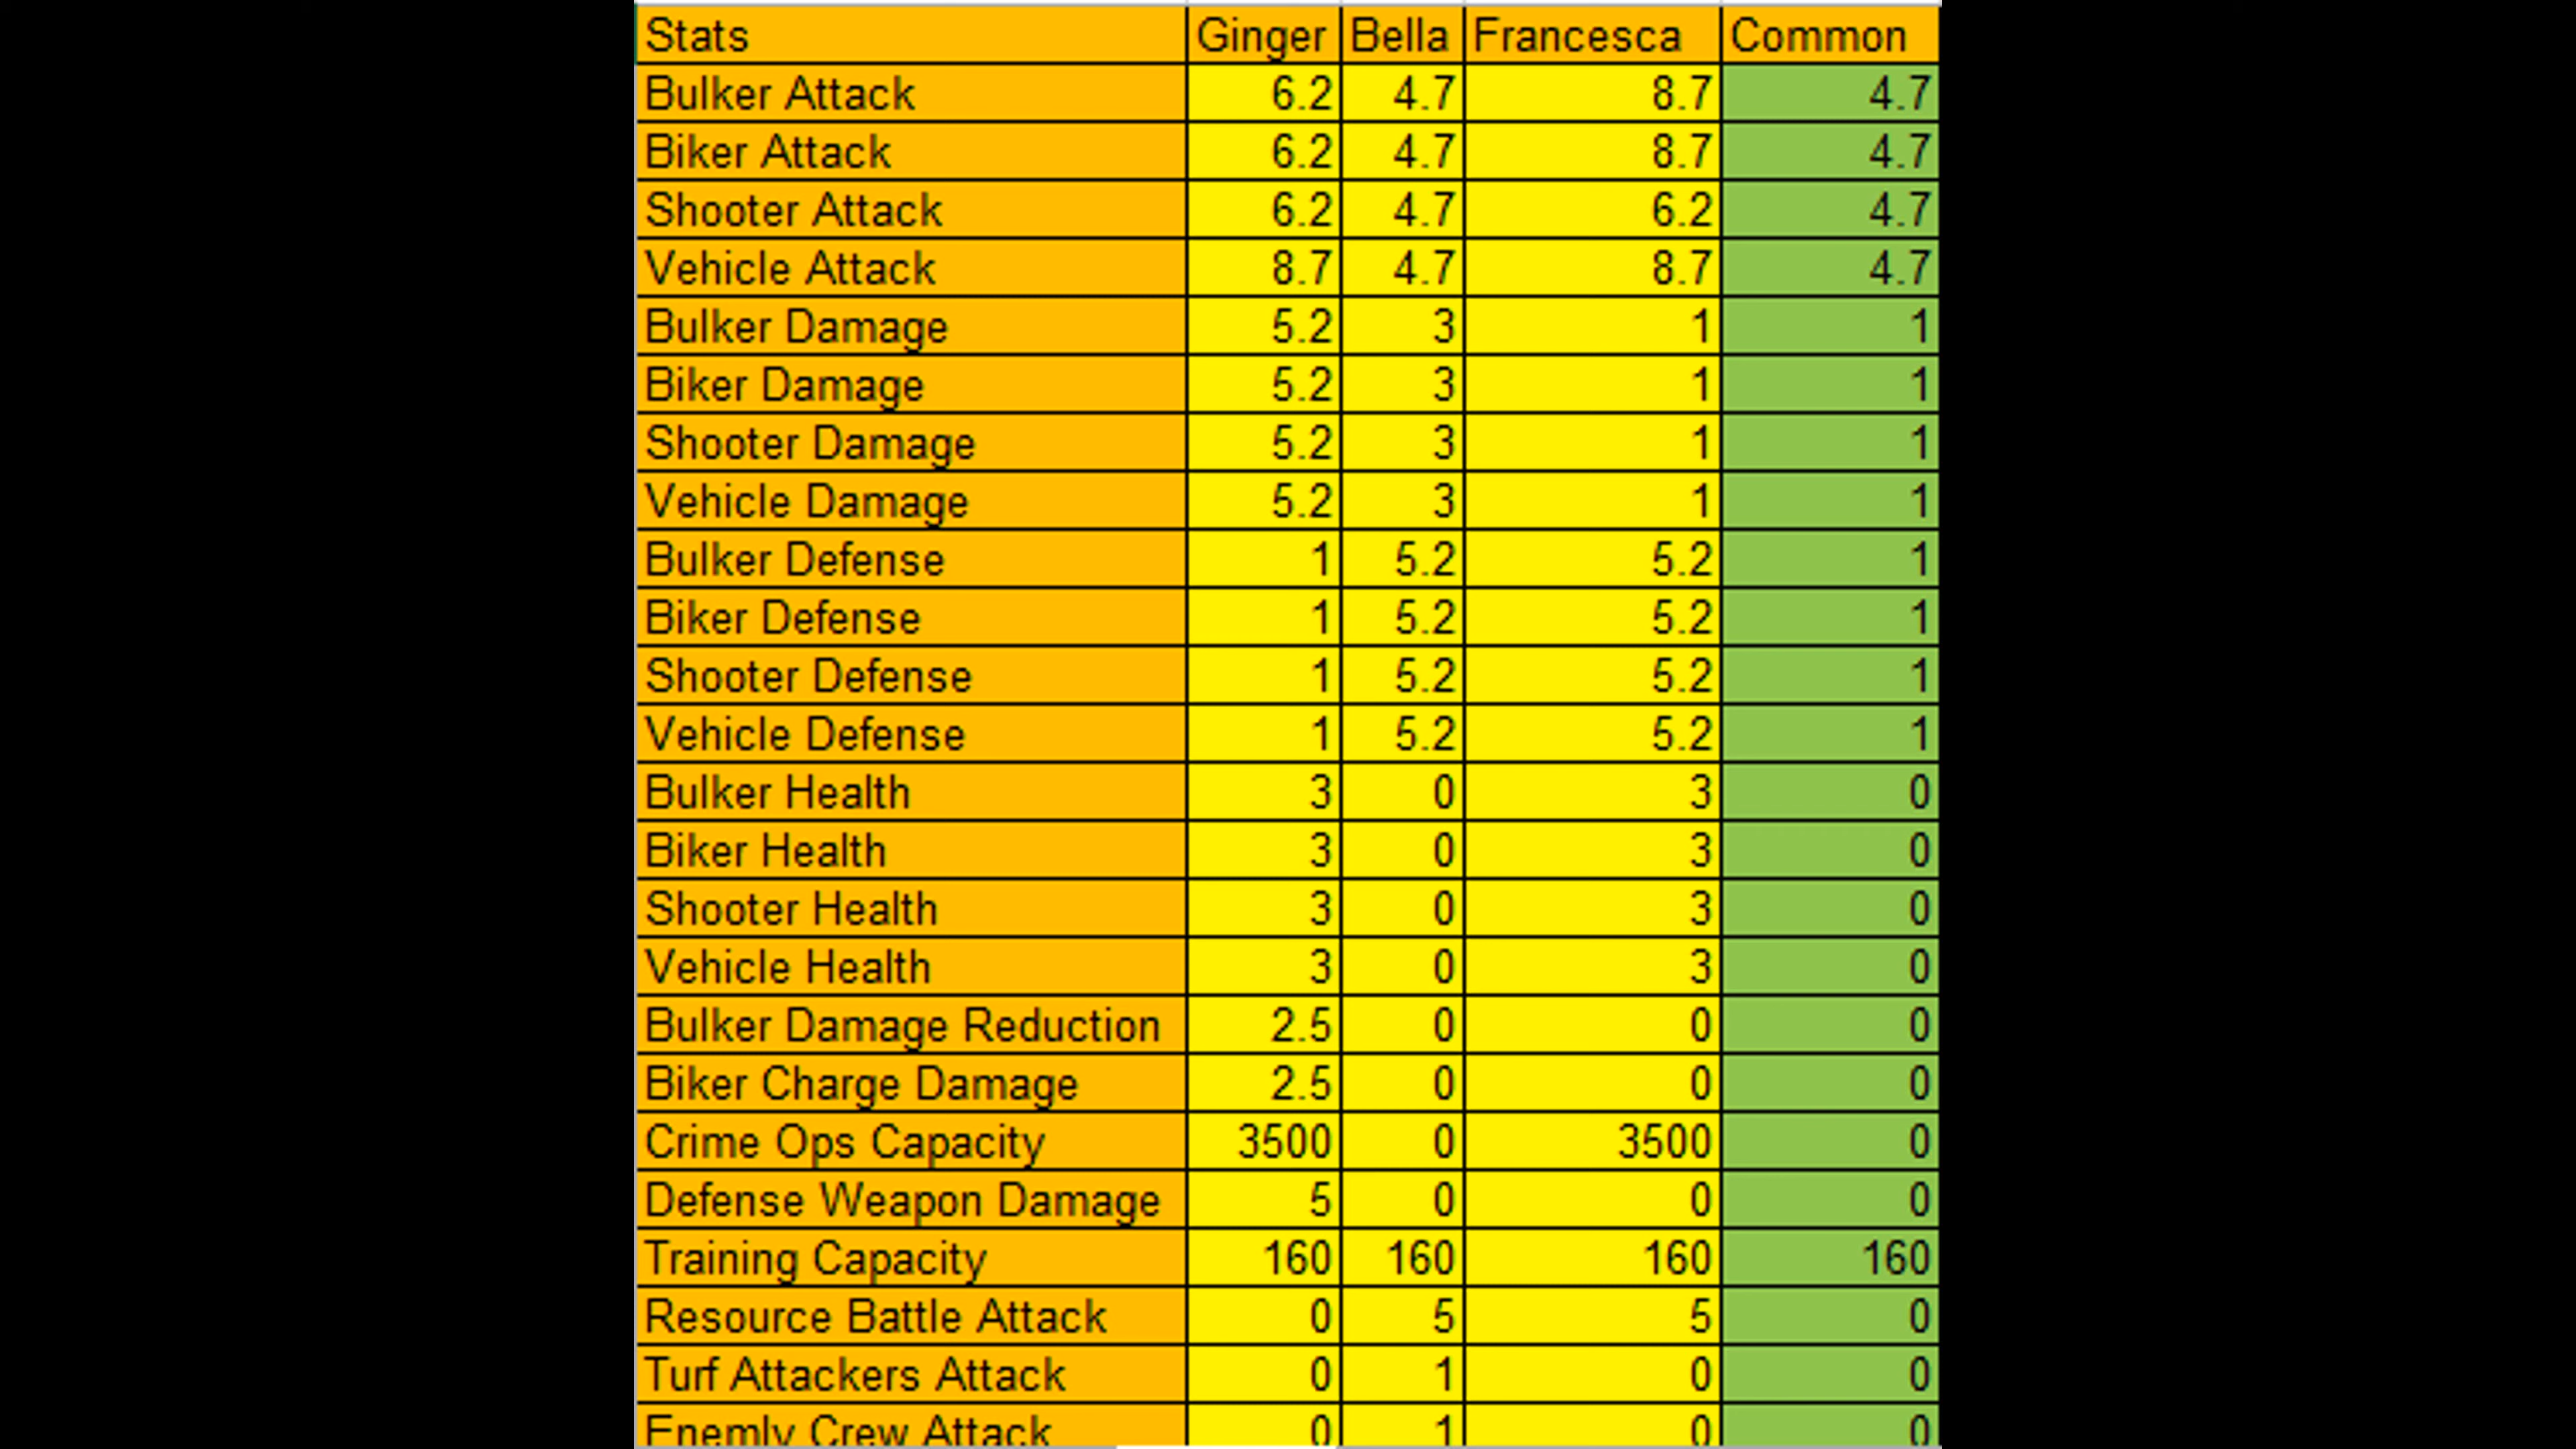 Stats Ginger Bella Francesca Common
Bulker Attack 6.2 4.7 8.7 4.7
Biker Attack 6.2 4.7 8.7 4.7
Shooter Attack 6.2 4.7 6.2 4.7
Vehicle Attack 8.7 4.7 8.7 4.7
Bulker Damage 5.2 3 1 1
Biker Damage 5.2 3 1 1
Shooter Damage 5.2 3 1 1
Vehicle Damage 5.2 3 1 1
Bulker Defense 1 5.2 5.2 1
Biker Defense 1 5.2 5.2 1
Shooter Defense 1 5.2 5.2 1
Vehicle Defense 1 5.2 5.2 1
Bulker Health 3 0 3 0
Biker Health 3 0 3 0
Shooter Health 3 0 3 0
Vehicle Health 3 0 3 0
Bulker Damage Reduction 2.5 0 0 0
Biker Charge Damage 2.5 0 0 0
Crime Ops Capacity 3500 0 3500 0
Defense Weapon Damage 5 0 0 0
Training Capacity 160 160 160 160
Resource Battle Attack 0 5 5 0
Turf Attackers Attack 0 1 0 0
Enemly Crew Attack 0 1 0 0